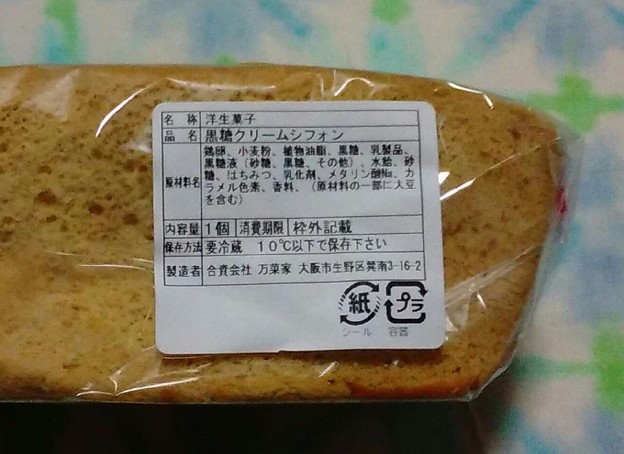 名 称 洋生菓子
品 名 黒糖クリームシフォン
原材料名 鶏卵、小麦粉、植物油脂、黒糖、乳製品、
黒糖液（砂糖、黒糖、その他）、水飴、砂
糖、はちみつ、乳化剤、メタリン酸Na、カ
ラメル色素、香料、（原材料の一部に大豆
を含む）
内容量 1個 消費期限 枠外記載
保存方法 要冷蔵 10℃以下で保存下さい
製造者 合資会社 万菓家 大阪市生野区巽南3-16-2
紙 プラ
シール 容器